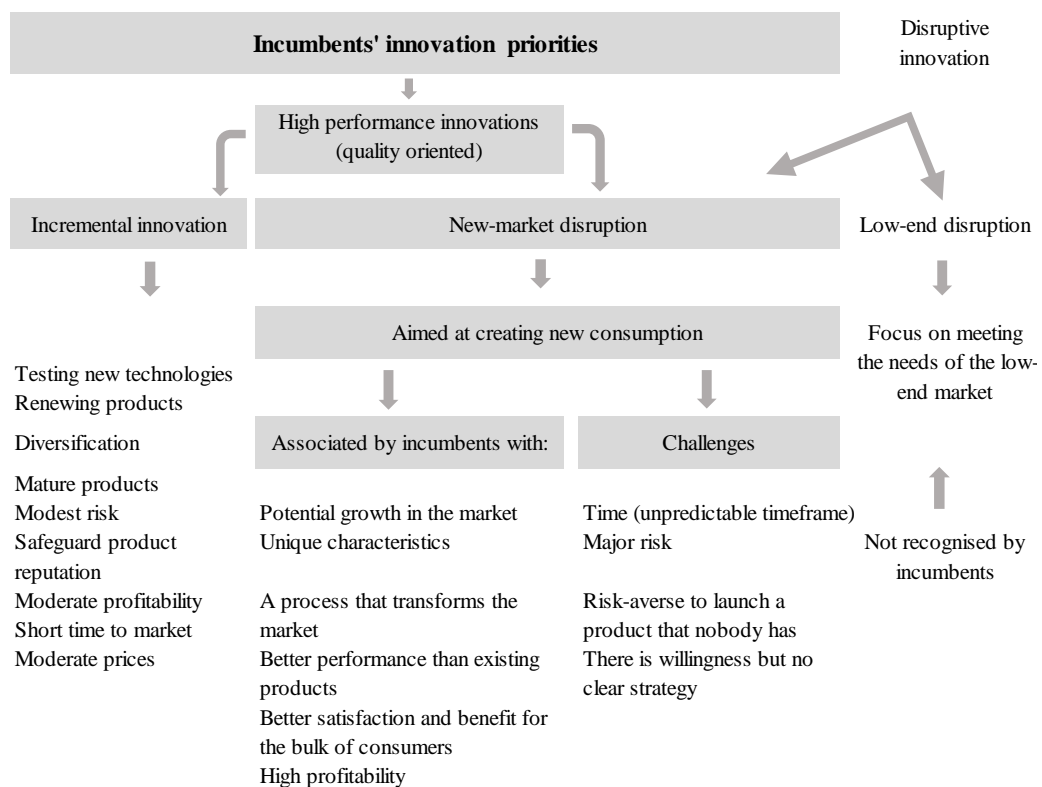 Incumbents' innovation priorities
Disruptive
innovation
High performance innovations
(quality oriented)
Incremental innovation
New-market disruption
Low-end disruption
Aimed at creating new consumption
Focus on meeting
the needs of the low-
end market
Testing new technologies
Renewing products
Diversification
Mature products
Modest risk
Safeguard product
reputation
Moderate profitability
Short time to market
Moderate prices
Associated by incumbents with:
Potential growth in the market
Unique characteristics
A process that transforms the
market
Better performance than existing
products
Better satisfaction and benefit for
the bulk of consumers
High profitability
Challenges
Time (unpredictable timeframe)
Major risk
Risk-averse to launch a
product that nobody has
There is willingness but no
clear strategy
Not recognised by
incumbents